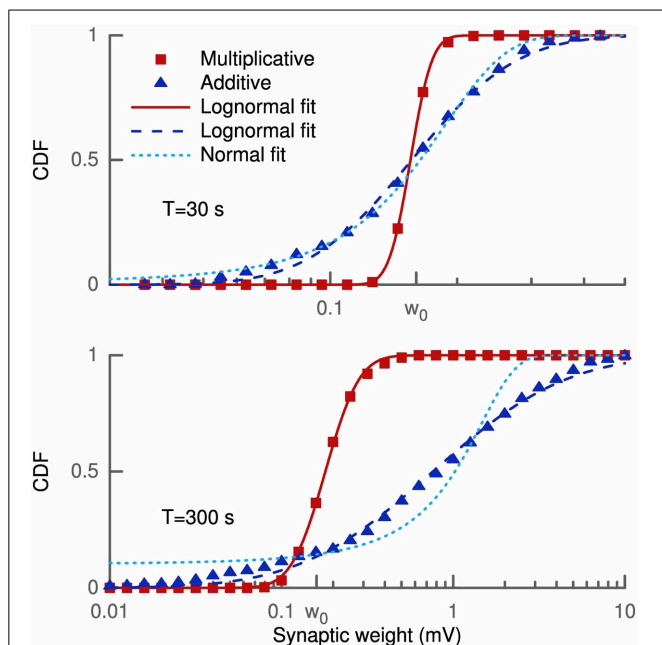 Multiplicative
Additive
Lognormal fit
Lognormal fit
Normal fit
CDF
1
0.5
0
T=30 s
0.1
w0
CDF
1
0.5
0
T=300 s
0.01
0.1
w0
1
10
Synaptic weight (mV)